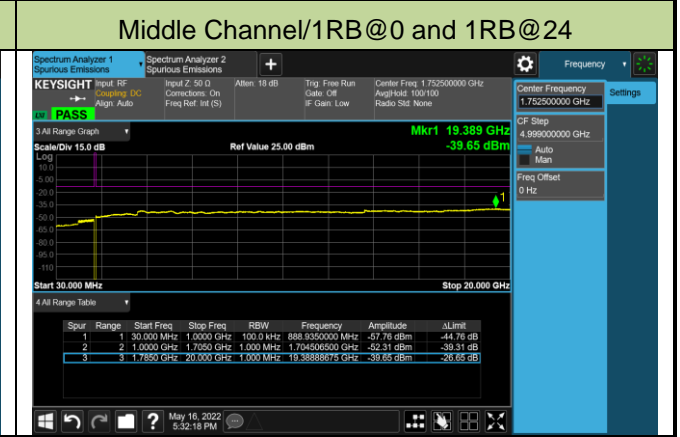 Middle Channel/1RB@0 and 1RB@24
Spectrum Analyzer 1
Spurious Emissions
Spectrum Analyzer 2
Spurious Emissions
Frequency
KEYSIGHT
Input: RF
Coupling: DC
Align: Auto
Input Z: 50 Ω
Corrections: On
Freq Ref: Int (S)
Atten: 18 dB
Trig: Free Run
Gate: Off
IF Gain: Low
Center Freq: 1.752500000 GHz
Avg|Hold: 100/100
Radio Std: None
PASS
Center Frequency
1.752500000 GHz
Settings
CF Step
4.999000000 GHz
Auto
Man
Freq Offset
0 Hz
3 All Range Graph
Mkr1 19.389 GHz
Scale/Div 15.0 dB
Ref Value 25.00 dBm
-39.65 dBm
Log
10.0
-5.00
-20.0
-35.0
-50.0
-65.0
-80.0
-95.0
-110
1
Start 30.000 MHz
Stop 20.000 GHz
4 All Range Table
Spur Range Start Freq Stop Freq RBW Frequency Amplitude ΔLimit
1 1 30.000 MHz 1.0000 GHz 100.0 kHz 888.9350000 MHz -57.76 dBm -44.76 dB
2 2 1.0000 GHz 1.7050 GHz 1.000 MHz 1.704506500 GHz -52.31 dBm -39.31 dB
3 3 1.7850 GHz 20.000 GHz 1.000 MHz 19.38888675 GHz -39.65 dBm -26.65 dB
?
May 16, 2022
5:32:18 PM